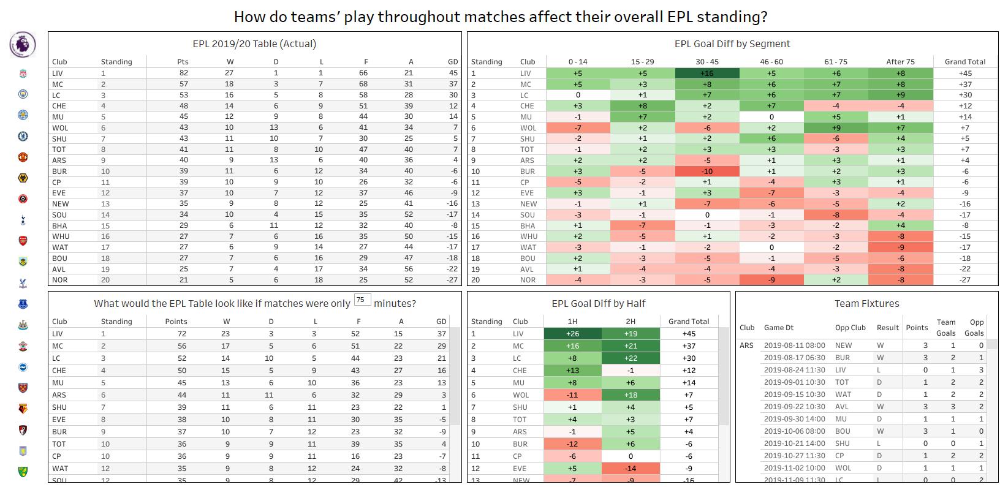 How do teams' play throughout matches affect their overall EPL standing?
EPL 2019/20 Table (Actual)
Club Standing Pts W D L F A GD
LIV 1 82 27 1 1 66 21 45
MC 2 57 18 3 7 68 31 37
LC 3 53 16 5 8 58 28 30
CHE 4 48 14 6 9 51 39 12
MU 5 45 12 9 8 44 30 14
WOL 6 43 10 13 6 41 34 7
SHU 7 43 11 10 7 30 25 5
TOT 8 41 11 8 10 47 40 7
ARS 9 40 9 13 6 40 36 4
BUR 10 39 11 6 12 34 40 -6
CP 11 39 10 9 10 26 32 -6
EVE 12 37 10 7 12 37 46 -9
NEW 13 35 9 8 12 25 41 -16
SOU 14 34 10 4 15 35 52 -17
BHA 15 29 6 11 12 32 40 -8
WHU 16 27 7 6 16 35 50 -15
WAT 17 27 6 9 14 27 44 -17
BOU 18 27 7 6 16 29 47 -18
AVL 19 25 7 4 17 34 56 -22
NOR 20 21 5 6 18 25 52 -27
EPL Goal Diff by Segment
Standing Club 0 - 14 15 - 29 30 - 45 46 - 60 61 - 75 After 75 Grand Total
1 LIV +5 +5 +16 +5 +6 +8 +45
2 MC +5 +3 +8 +6 +7 +8 +37
3 LC 0 +1 +7 +6 +7 +9 +30
4 CHE +3 +8 +2 +7 -4 -4 +12
5 MU -1 +7 +2 0 +5 +1 +14
6 WOL -7 +2 -6 +2 +9 +7 +7
7 SHU -2 +1 +2 +6 -6 +4 +5
8 TOT -1 +2 +3 +3 -3 +3 +7
9 ARS +2 +2 -5 +1 +3 +1 +4
10 BUR +3 -5 -10 +1 +2 +3 -6
11 CP -5 -2 +1 -4 +3 +1 -6
12 EVE +3 -1 +3 -7 -3 -4 -9
13 NEW -1 +1 -7 -6 -5 +2 -16
14 SOU -3 -1 0 -1 -8 -4 -17
15 BHA +1 -7 -1 -3 -2 +4 -8
16 WHU +2 -5 +1 -2 -3 -8 -15
17 WAT -3 -1 -2 0 -2 -9 -17
18 BOU +2 -3 -5 -1 -5 -6 -18
19 AVL +1 -4 -4 -4 -3 -8 -22
20 NOR -4 -3 -5 -9 +2 -8 -27
What would the EPL Table look like if matches were only 75 minutes?
Club Standing Points W D L F A GD
LIV 1 72 23 3 3 52 15 37
MC 2 56 17 5 6 51 22 29
LC 3 52 14 10 5 44 23 21
CHE 4 50 15 5 9 43 27 16
MU 5 45 13 6 10 36 23 13
ARS 6 44 11 11 6 32 29 3
SHU 7 39 11 6 11 23 22 1
EVE 8 38 10 8 11 30 35 -5
BUR 9 37 10 7 12 23 32 -9
TOT 10 36 9 9 11 39 35 4
CP 10 36 9 9 11 16 23 -7
WAT 12 35 9 8 12 24 32 -8
SOU 12 35 9 8 12 29 42 -13
EPL Goal Diff by Half
Standing Club 1H 2H Grand Total
1 LIV +26 +19 +45
2 MC +16 +21 +37
3 LC +8 +22 +30
4 CHE +13 -1 +12
5 MU +8 +6 +14
6 WOL -11 +18 +7
7 SHU +1 +4 +5
8 TOT +4 +3 +7
9 ARS -1 +5 +4
10 BUR -12 +6 -6
11 CP -6 0 -6
12 EVE +5 -14 -9
13 NEW -7 -9 -16
Team Fixtures
Club Game Dt Opp Club Result Points Team Goals Opp Goals
ARS 2019-08-11 08:00 NEW W 3 1 0
2019-08-17 06:30 BUR W 3 2 1
2019-08-24 11:30 LIV L 0 1 3
2019-09-01 10:30 TOT D 1 2 2
2019-09-15 10:30 WAT D 1 2 2
2019-09-22 10:30 AVL W 3 3 2
2019-09-30 14:00 MU D 1 1 1
2019-10-06 08:00 BOU W 3 1 0
2019-10-21 14:00 SHU L 0 0 1
2019-10-27 11:30 CP D 1 2 2
2019-11-02 10:00 WOL D 1 1 1
2019-11-09 11:30 LC L 0 0 2